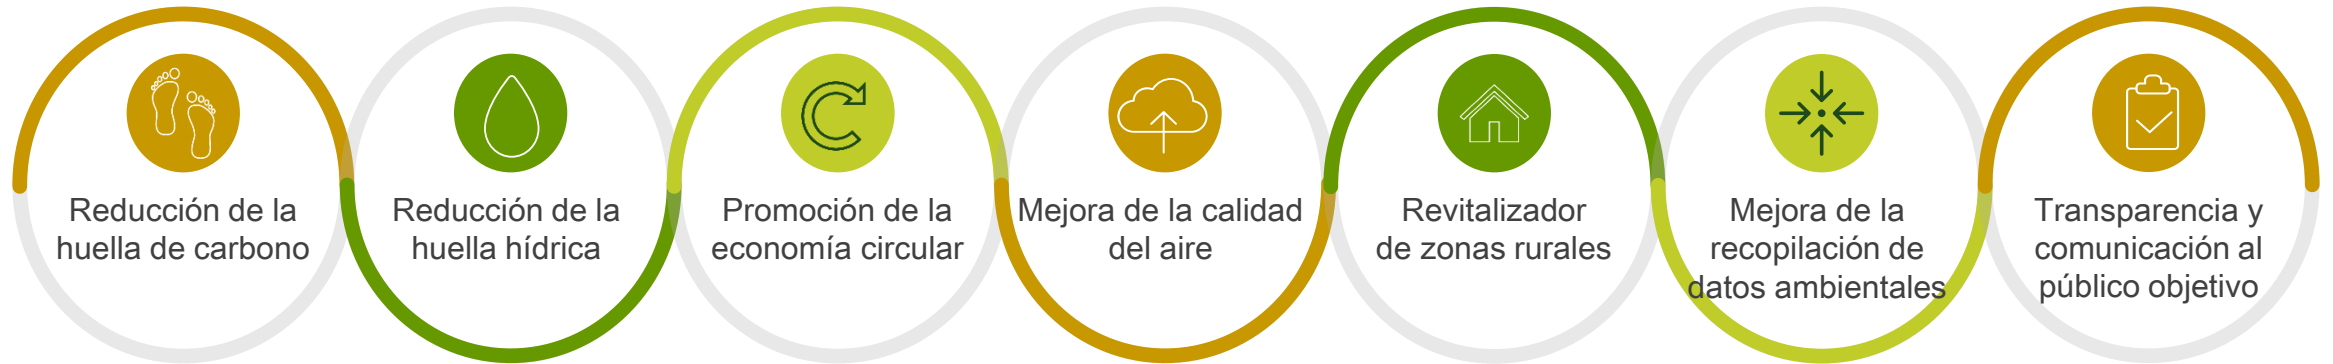 Reducción de la
huella de carbono
Reducción de la
huella hídrica
Promoción de la
economía circular
Mejora de la calidad
del aire
Revitalizador
de zonas rurales
Mejora de la
recopilación de
datos ambientales
Transparencia y
comunicación al
público objetivo